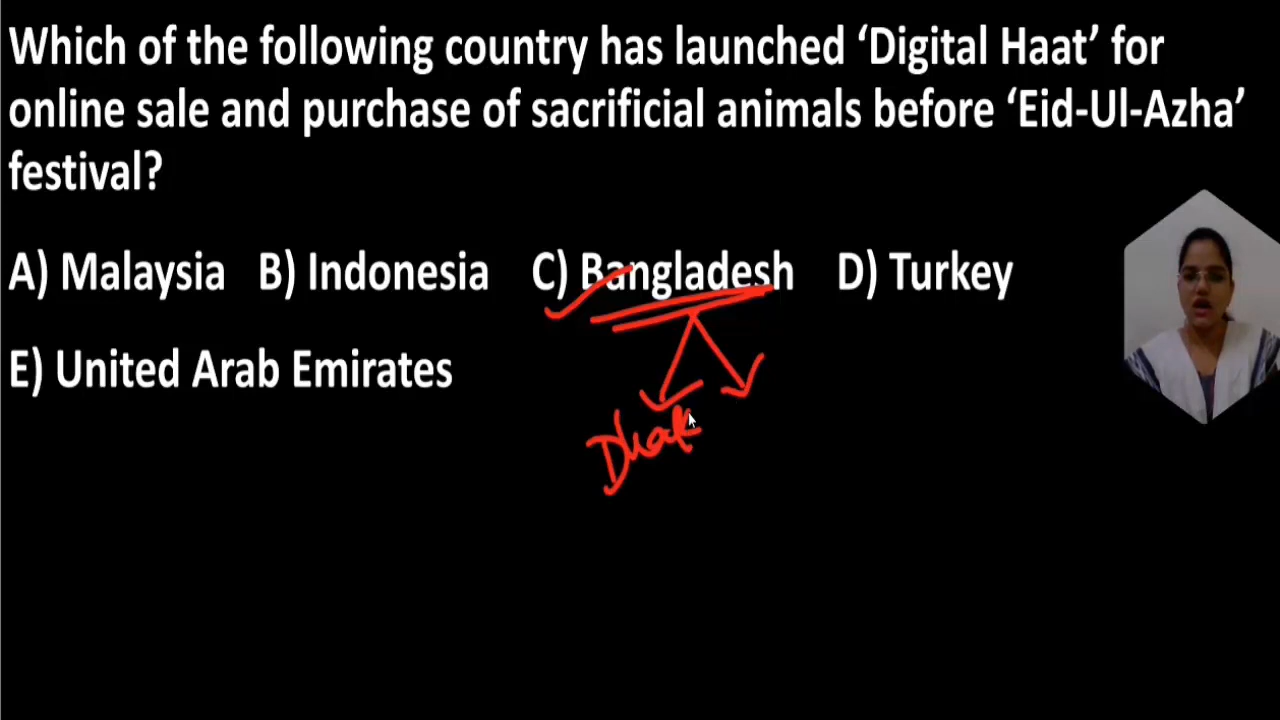 Which of the following country has launched ‘Digital Haat’ for
online sale and purchase of sacrificial animals before ‘Eid-Ul-Azha’
festival?
A) Malaysia B) Indonesia C) Bangladesh D) Turkey
E) United Arab Emirates
Dhak